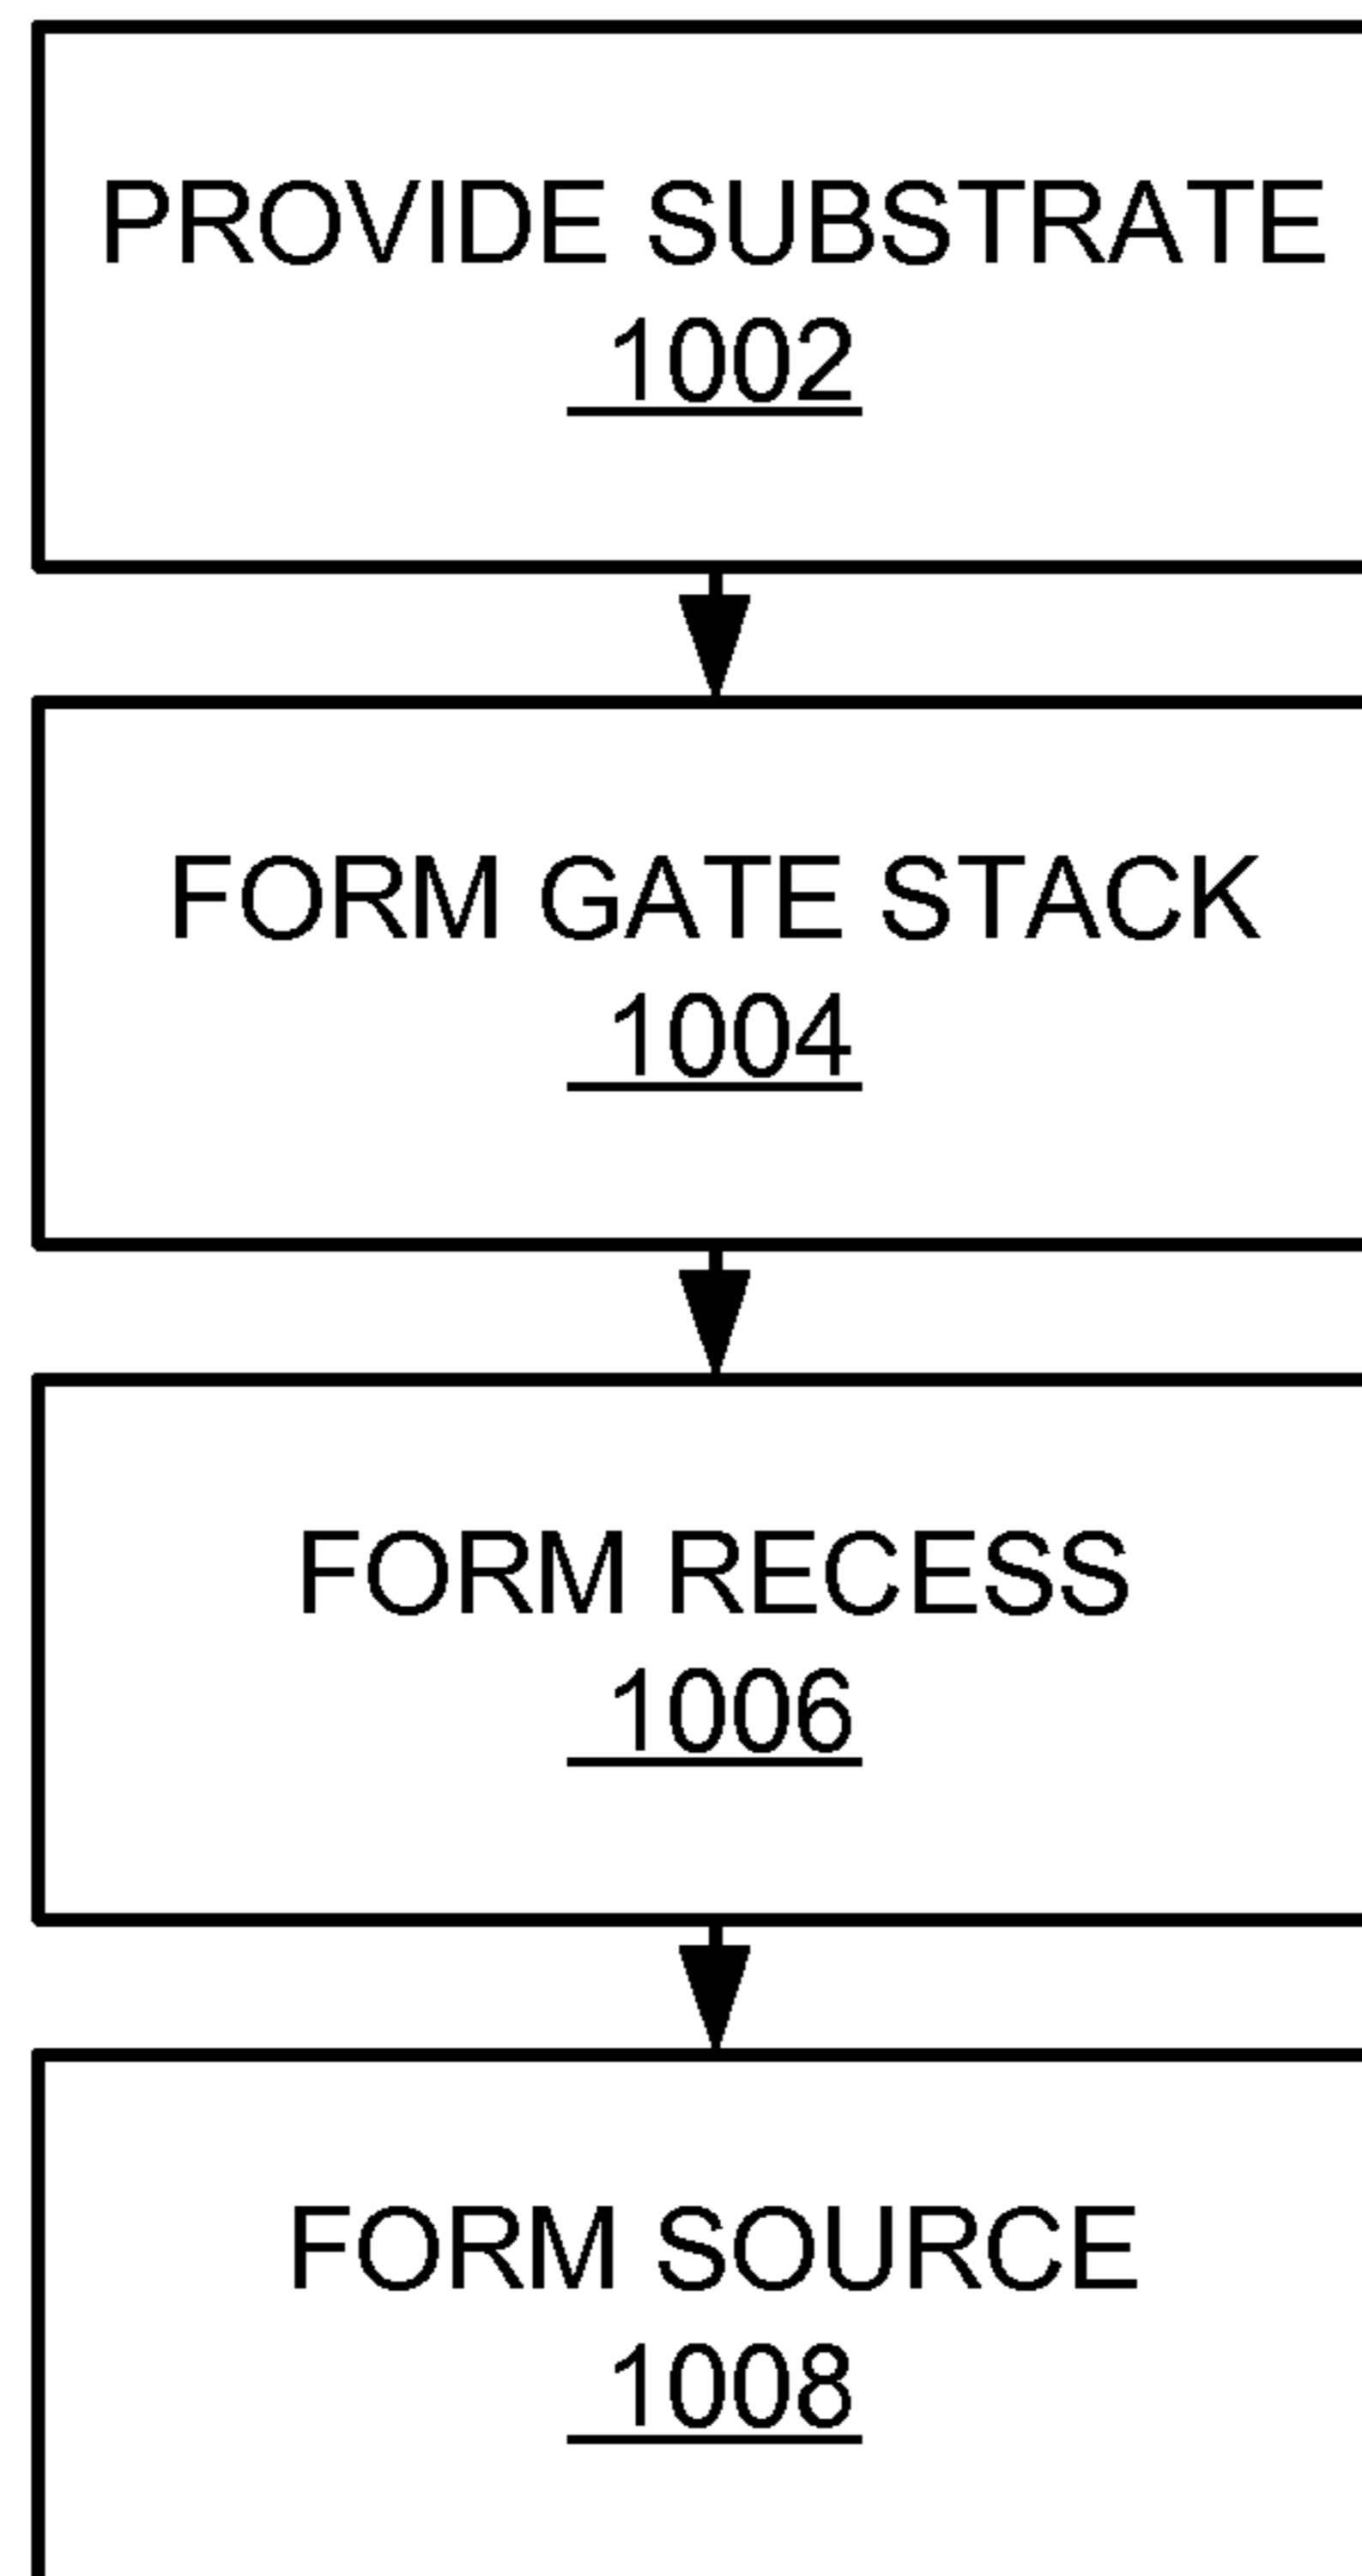 PROVIDE SUBSTRATE
1002
FORM GATE STACK
1004
FORM RECESS
1006
FORM SOURCE
1008